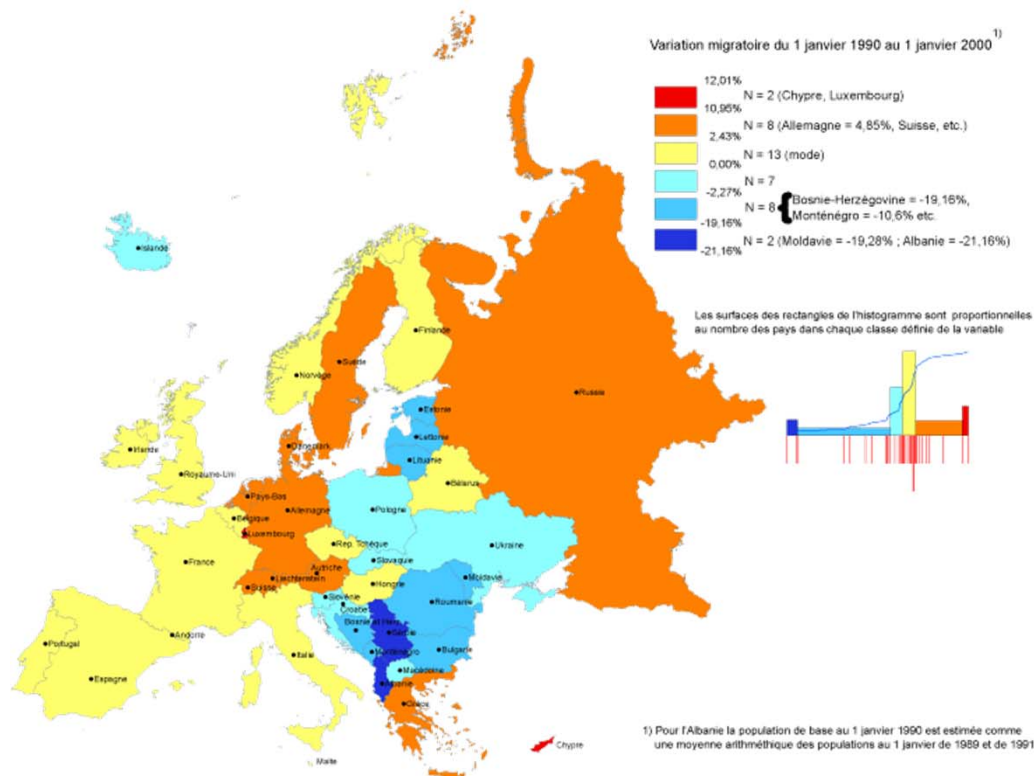 Variation migratoire du 1 janvier 1990 au 1 janvier 2000 1)
12,01%
N = 2 (Chypre, Luxembourg)
10,95%
N = 8 (Allemagne = 4,85%, Suisse, etc.)
2,43%
N = 13 (mode)
0,00%
N = 7
-2,27%
N = 8 { Bosnie-Herzégovine = -19,16%,
Monténégro = -10,6% etc.
-19,16%
N = 2 (Moldavie = -19,28% ; Albanie = -21,16%)
-21,16%
Les surfaces des rectangles de l'histogramme sont proportionnelles
au nombre des pays dans chaque classe définie de la variable
Islande
Finlande
Suède
Norvège
Russie
Estonie
Lettonie
Lituanie
Danemark
Irlande
Royaume-Uni
Bélarus
Pays-Bas
Allemagne
Pologne
Belgique
Luxembourg
Rep. Tchèque
Ukraine
France
Slovaquie
Autriche
Liechtenstein
Suisse
Hongrie
Moldavie
Slovénie
Croatie
Roumanie
Bosnie et Herz.
Serbie
Andorre
Portugal
Italie
Monténégro
Bulgarie
Espagne
Macédoine
Albanie
Grèce
Chypre
Malte
1) Pour l'Albanie la population de base au 1 janvier 1990 est estimée comme
une moyenne arithméthique des populations au 1 janvier de 1989 et de 1991